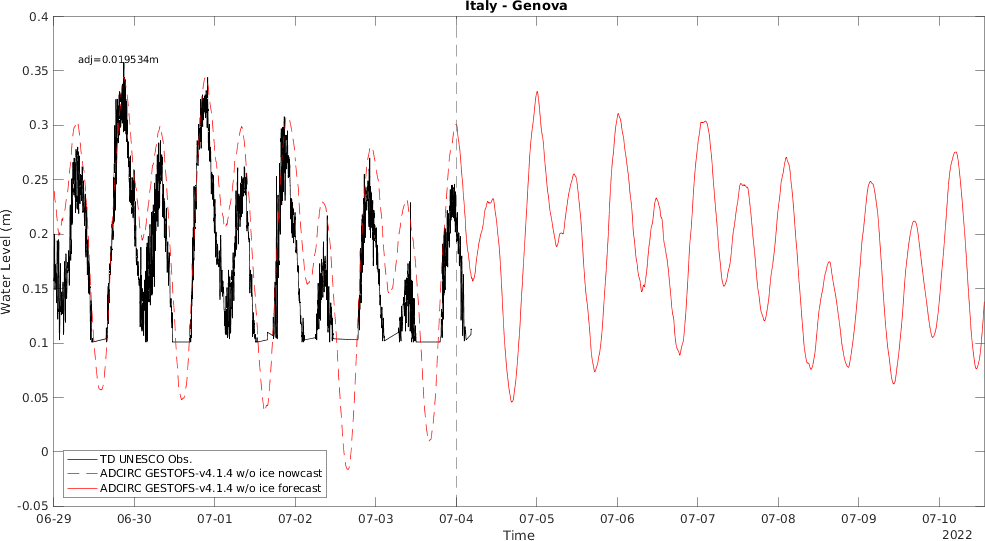 Italy - Genova
0.4
adj=0.019534m
0.35
0.3
0.25
0.2
0.15
0.1
0.05
0
-0.05
Water Level (m)
TD UNESCO Obs.
ADCIRC GESTOFS-v4.1.4 w/o ice nowcast
ADCIRC GESTOFS-v4.1.4 w/o ice forecast
06-29 06-30 07-01 07-02 07-03 07-04 07-05 07-06 07-07 07-08 07-09 07-10
Time
2022